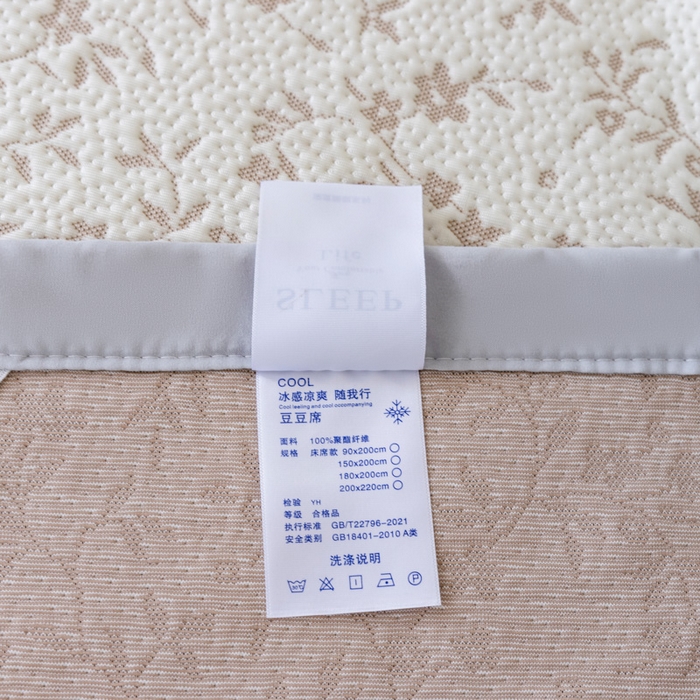 SLEEP
COOL
冰感凉爽 随我行
Cool leeling and cool occompanying
豆豆席
面料 100%聚酯纤维
规格 床席款 90x200cm
150x200cm
180x200cm
200x220cm
检验 YH
等级 合格品
执行标准 GB/T22796-2021
安全类别 GB18401-2010 A类
洗涤说明